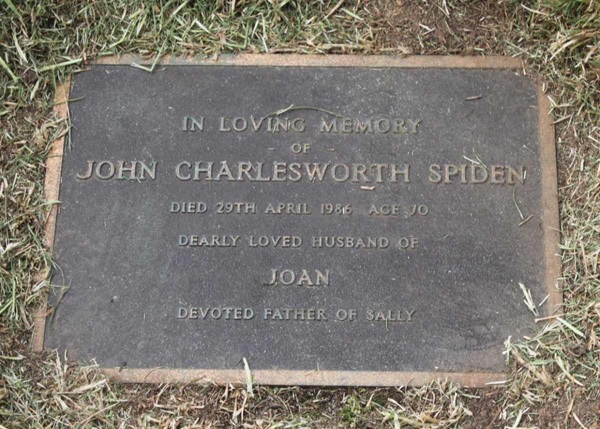 IN LOVING MEMORY
- OF -
JOHN CHARLESWORTH SPIDEN
DIED 29TH APRIL 1986 AGE 70
DEARLY LOVED HUSBAND OF
JOAN
DEVOTED FATHER OF SALLY